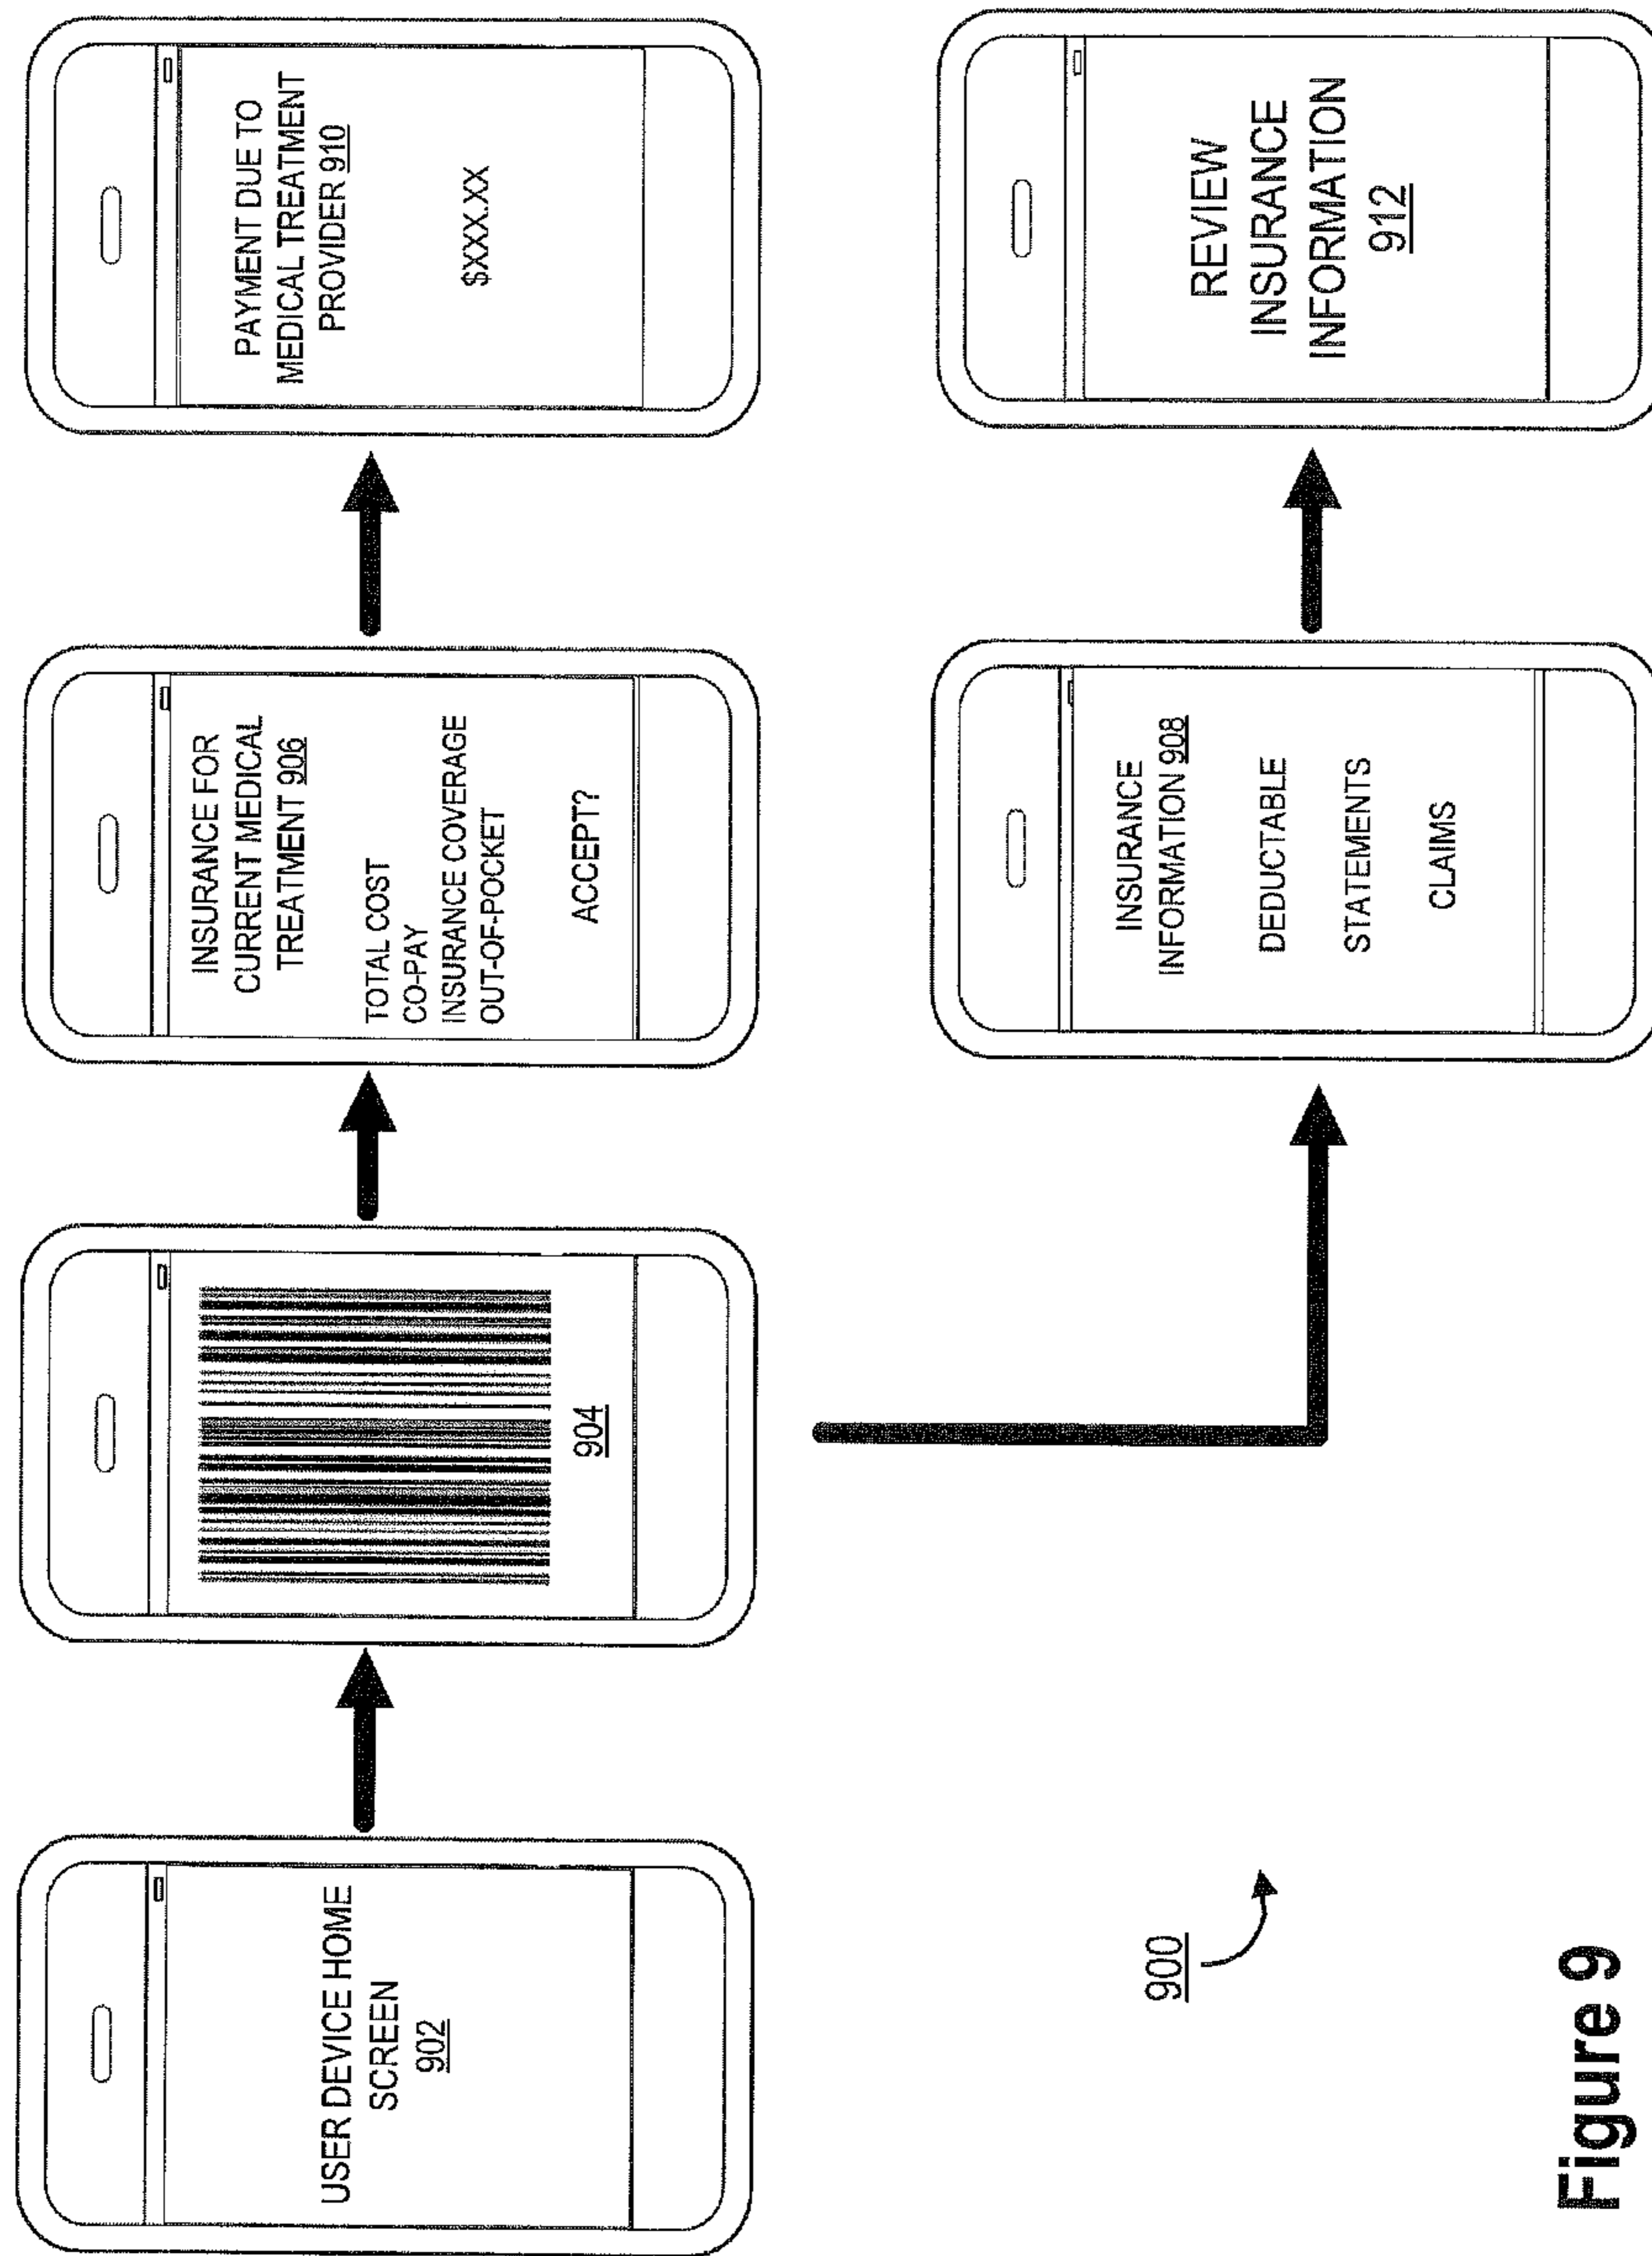 USER DEVICE HOME
SCREEN
902
904
INSURANCE FOR
CURRENT MEDICAL
TREATMENT 906
TOTAL COST
CO-PAY
INSURANCE COVERAGE
OUT-OF-POCKET
ACCEPT?
PAYMENT DUE TO
MEDICAL TREATMENT
PROVIDER 910
$XXX.XX
INSURANCE
INFORMATION 908
DEDUCTABLE
STATEMENTS
CLAIMS
REVIEW
INSURANCE
INFORMATION
912
900
Figure 9